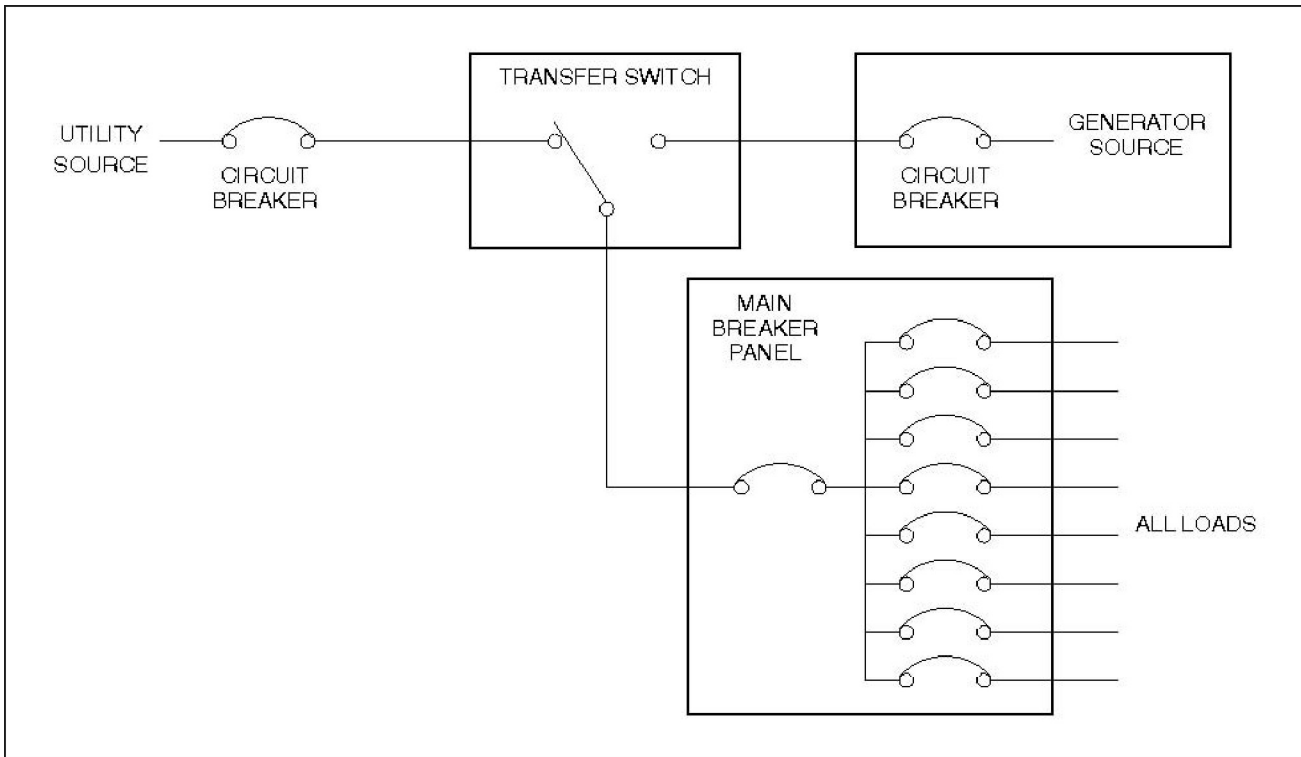 TRANSFER SWITCH
UTILITY
SOURCE
CIRCUIT
BREAKER
GENERATOR
SOURCE
CIRCUIT
BREAKER
MAIN
BREAKER
PANEL
ALL LOADS